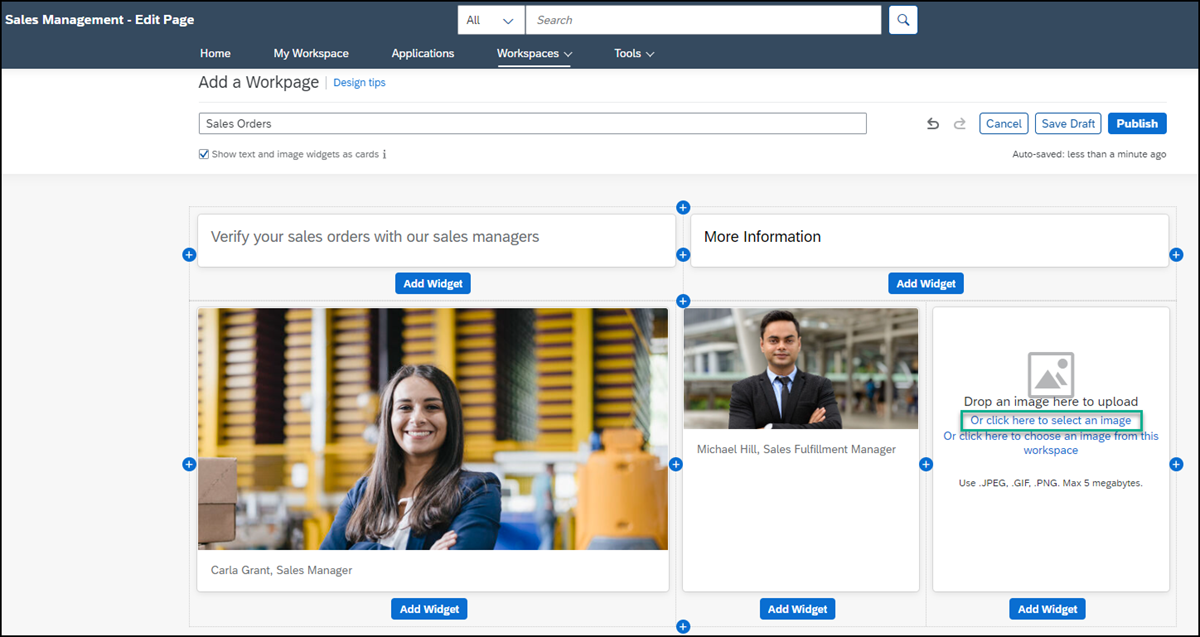 Sales Management - Edit Page
All
Search
Home
My Workspace
Applications
Workspaces
Tools
Add a Workpage
Design tips
Sales Orders
Cancel
Save Draft
Publish
Show text and image widgets as cards
Auto-saved: less than a minute ago
Verify your sales orders with our sales managers
More Information
Add Widget
Add Widget
Drop an image here to upload
Or click here to select an image
Or click here to choose an image from this
workspace
Use .JPEG, .GIF, .PNG. Max 5 megabytes.
Michael Hill, Sales Fulfillment Manager
Carla Grant, Sales Manager
Add Widget
Add Widget
Add Widget